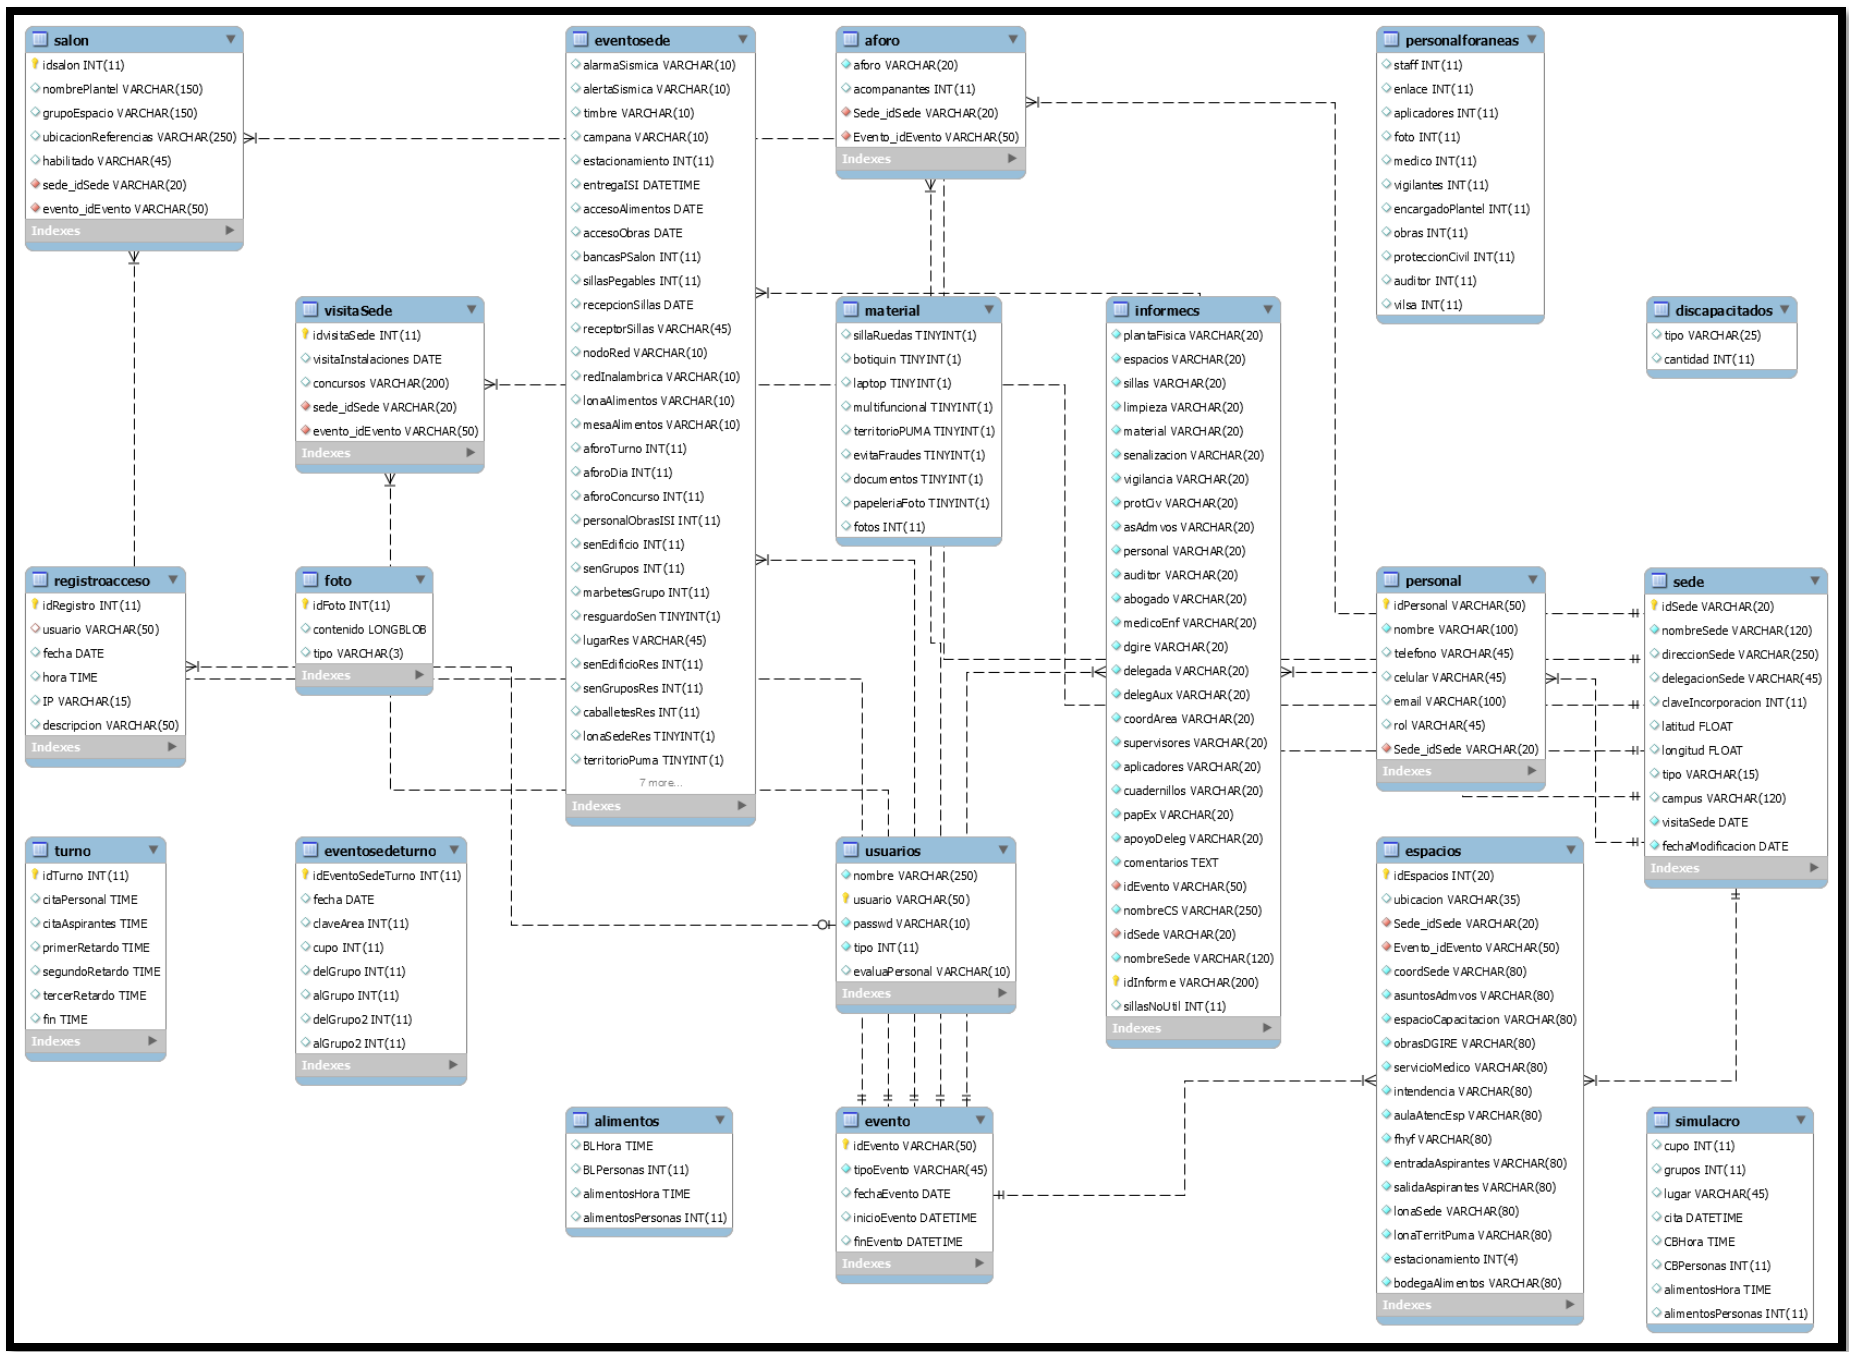 salon
idsalon INT(11)
nombrePlantel VARCHAR(150)
grupoEspacio VARCHAR(150)
ubicacionReferencias VARCHAR(250)
habilitado VARCHAR(45)
sede_idSede VARCHAR(20)
evento_idEvento VARCHAR(50)
Indexes
eventosede
alarmaSismica VARCHAR(10)
alertaSismica VARCHAR(10)
timbre VARCHAR(10)
campana VARCHAR(10)
estacionamiento INT(11)
entregaISI DATETIME
accesoAlimentos DATE
accesoObras DATE
bancasPSalon INT(11)
sillasPegables INT(11)
recepcionSillas DATE
receptorSillas VARCHAR(45)
nodoRed VARCHAR(10)
redInalambrica VARCHAR(10)
lonaAlimentos VARCHAR(10)
mesaAlimentos VARCHAR(10)
aforoTurno INT(11)
aforoDia INT(11)
aforoConcurso INT(11)
personalObrasISI INT(11)
senEdificio INT(11)
senGrupos INT(11)
marbetesGrupo INT(11)
resguardoSen TINYINT(1)
lugarRes VARCHAR(45)
senEdificioRes INT(11)
senGruposRes INT(11)
caballetesRes INT(11)
lonaSedeRes TINYINT(1)
territorioPuma TINYINT(1)
7 more...
Indexes
aforo
aforo VARCHAR(20)
acompanantes INT(11)
Sede_idSede VARCHAR(20)
Evento_idEvento VARCHAR(50)
Indexes
personalforaneas
staff INT(11)
enlace INT(11)
aplicadores INT(11)
foto INT(11)
medico INT(11)
vigilantes INT(11)
encargadoPlantel INT(11)
obras INT(11)
proteccionCivil INT(11)
auditor INT(11)
vilsa INT(11)
visitaSede
idvisitaSede INT(11)
visitaInstalaciones DATE
concursos VARCHAR(200)
sede_idSede VARCHAR(20)
evento_idEvento VARCHAR(50)
Indexes
material
sillaRuedas TINYINT(1)
botiquin TINYINT(1)
laptop TINYINT(1)
multifuncional TINYINT(1)
territorioPUMA TINYINT(1)
evitaFraudes TINYINT(1)
documentos TINYINT(1)
papeleriaFoto TINYINT(1)
fotos INT(11)
informecs
plantaFisica VARCHAR(20)
espacios VARCHAR(20)
sillas VARCHAR(20)
limpieza VARCHAR(20)
material VARCHAR(20)
senalizacion VARCHAR(20)
vigilancia VARCHAR(20)
protCiv VARCHAR(20)
asAdmvos VARCHAR(20)
personal VARCHAR(20)
auditor VARCHAR(20)
abogado VARCHAR(20)
medicoEnf VARCHAR(20)
dgire VARCHAR(20)
delegada VARCHAR(20)
delegAux VARCHAR(20)
coordArea VARCHAR(20)
supervisores VARCHAR(20)
aplicadores VARCHAR(20)
cuadernillos VARCHAR(20)
papEx VARCHAR(20)
apoyoDeleg VARCHAR(20)
comentarios TEXT
idEvento VARCHAR(50)
nombreCS VARCHAR(250)
idSede VARCHAR(20)
nombreSede VARCHAR(120)
idInforme VARCHAR(200)
sillasNoUtil INT(11)
Indexes
discapacitados
tipo VARCHAR(25)
cantidad INT(11)
registroacceso
idRegistro INT(11)
usuario VARCHAR(50)
fecha DATE
hora TIME
IP VARCHAR(15)
descripcion VARCHAR(50)
Indexes
foto
idFoto INT(11)
contenido LONGBLOB
tipo VARCHAR(3)
Indexes
personal
idPersonal VARCHAR(50)
nombre VARCHAR(100)
telefono VARCHAR(45)
celular VARCHAR(45)
email VARCHAR(100)
rol VARCHAR(45)
Sede_idSede VARCHAR(20)
Indexes
sede
idSede VARCHAR(20)
nombreSede VARCHAR(120)
direccionSede VARCHAR(250)
delegacionSede VARCHAR(45)
claveIncorporacion INT(11)
latitud FLOAT
longitud FLOAT
tipo VARCHAR(15)
campus VARCHAR(120)
visitaSede DATE
fechaModificacion DATE
Indexes
turno
idTurno INT(11)
citaPersonal TIME
citaAspirantes TIME
primerRetardo TIME
segundoRetardo TIME
tercerRetardo TIME
fin TIME
Indexes
eventosedeturno
idEventoSedeTurno INT(11)
fecha DATE
claveArea INT(11)
cupo INT(11)
delGrupo INT(11)
alGrupo INT(11)
delGrupo2 INT(11)
alGrupo2 INT(11)
Indexes
usuarios
nombre VARCHAR(250)
usuario VARCHAR(50)
passwd VARCHAR(10)
tipo INT(11)
evaluaPersonal VARCHAR(10)
Indexes
espacios
idEspacios INT(20)
ubicacion VARCHAR(35)
Sede_idSede VARCHAR(20)
Evento_idEvento VARCHAR(50)
coordSede VARCHAR(80)
asuntosAdmvos VARCHAR(80)
espacioCapacitacion VARCHAR(80)
obrasDGIRE VARCHAR(80)
servicioMedico VARCHAR(80)
intendencia VARCHAR(80)
aulaAtencEsp VARCHAR(80)
fhyf VARCHAR(80)
entradaAspirantes VARCHAR(80)
salidaAspirantes VARCHAR(80)
lonaSede VARCHAR(80)
lonaTerritPuma VARCHAR(80)
estacionamiento INT(4)
bodegaAlimentos VARCHAR(80)
Indexes
alimentos
BLHora TIME
BLPersonas INT(11)
alimentosHora TIME
alimentosPersonas INT(11)
evento
idEvento VARCHAR(50)
tipoEvento VARCHAR(45)
fechaEvento DATE
inicioEvento DATETIME
finEvento DATETIME
Indexes
simulacro
cupo INT(11)
grupos INT(11)
lugar VARCHAR(45)
cita DATETIME
CBHora TIME
CBPersonas INT(11)
alimentosHora TIME
alimentosPersonas INT(11)